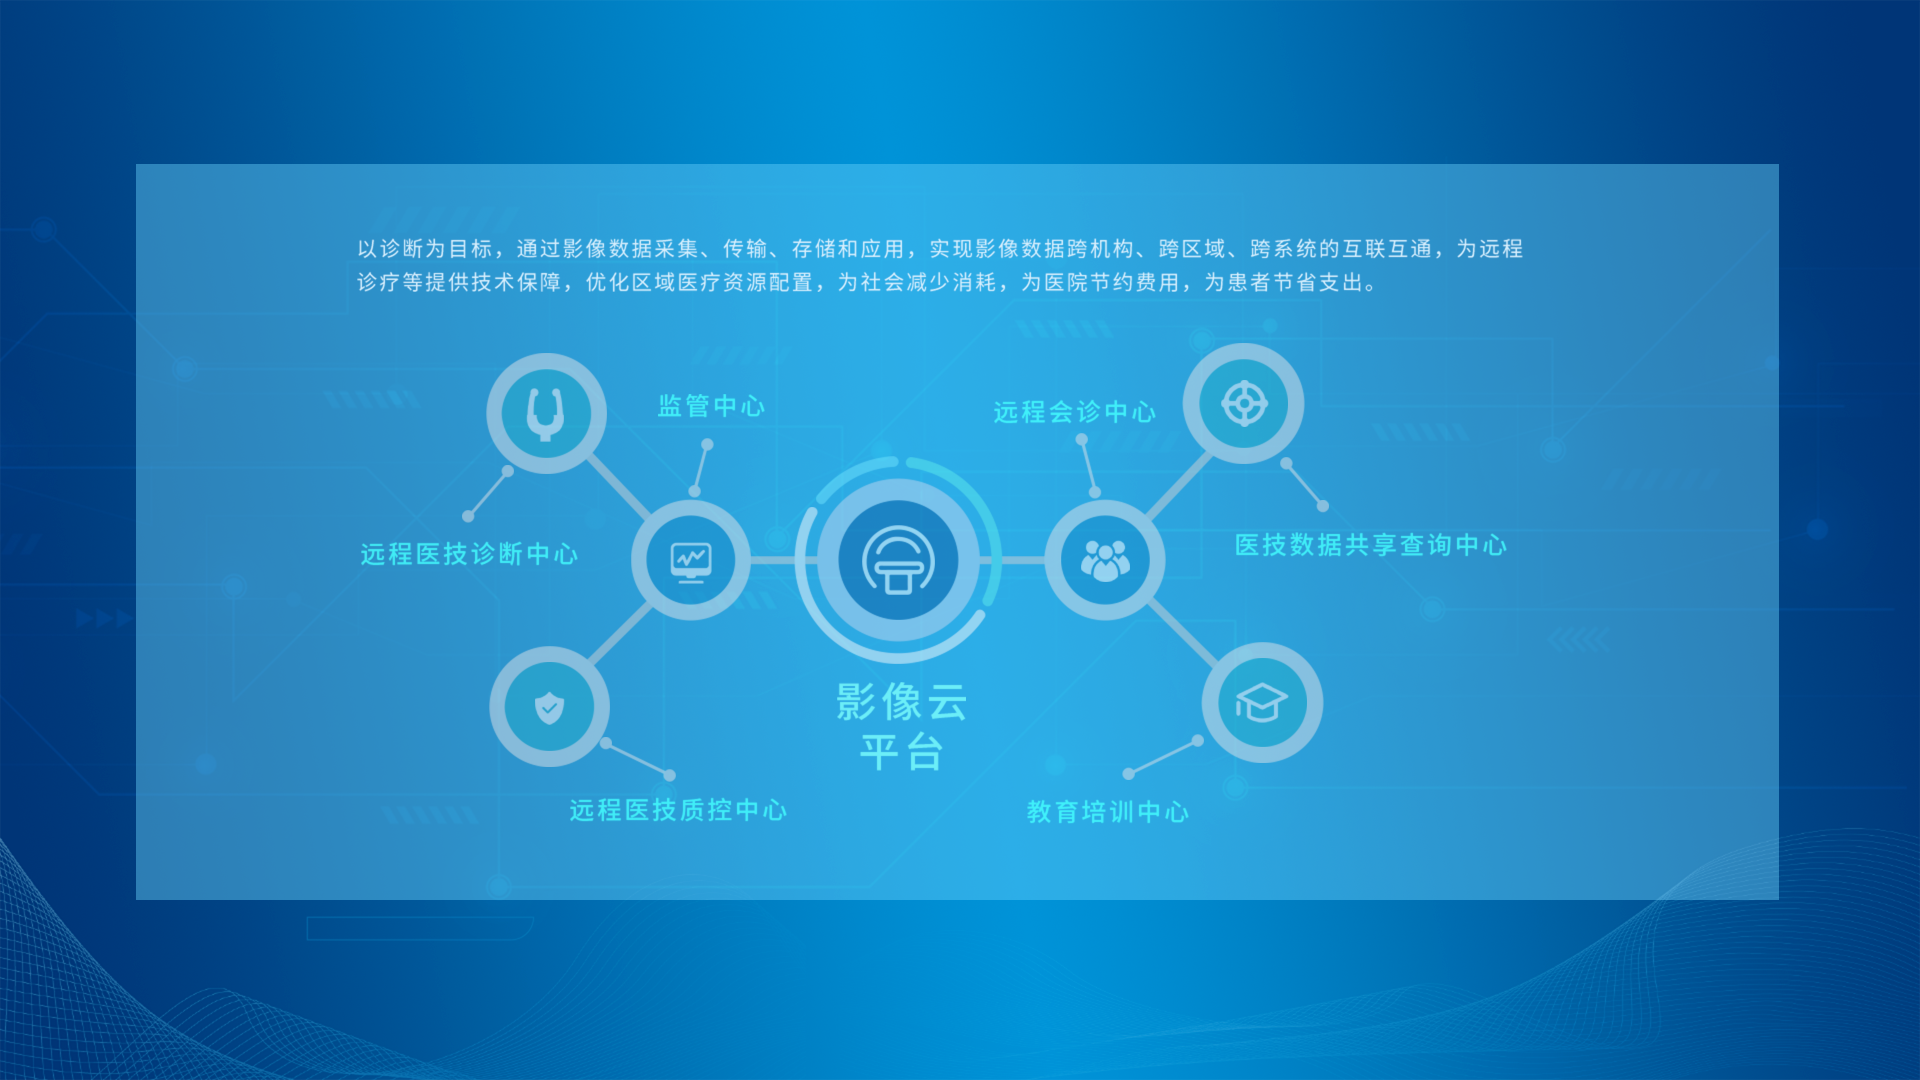 以诊断为目标，通过影像数据采集、传输、存储和应用，实现影像数据跨机构、跨区域、跨系统的互联互通，为远程
诊疗等提供技术保障，优化区域医疗资源配置，为社会减少消耗，为医院节约费用，为患者节省支出。
监管中心
远程会诊中心
远程医技诊断中心
医技数据共享查询中心
影像云
平台
远程医技质控中心
教育培训中心